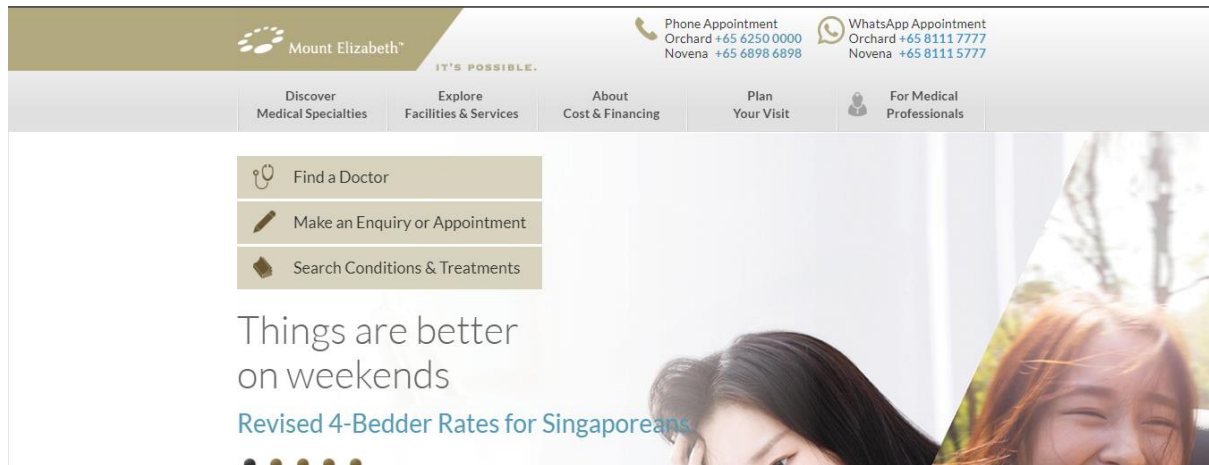 Mount Elizabeth™
IT'S POSSIBLE.
Phone Appointment
Orchard +65 6250 0000
Novena +65 6898 6898
WhatsApp Appointment
Orchard +65 8111 7777
Novena +65 8111 5777
Discover
Medical Specialties
Explore
Facilities & Services
About
Cost & Financing
Plan
Your Visit
For Medical
Professionals
Find a Doctor
Make an Enquiry or Appointment
Search Conditions & Treatments
Things are better
on weekends
Revised 4-Bedder Rates for Singaporeans